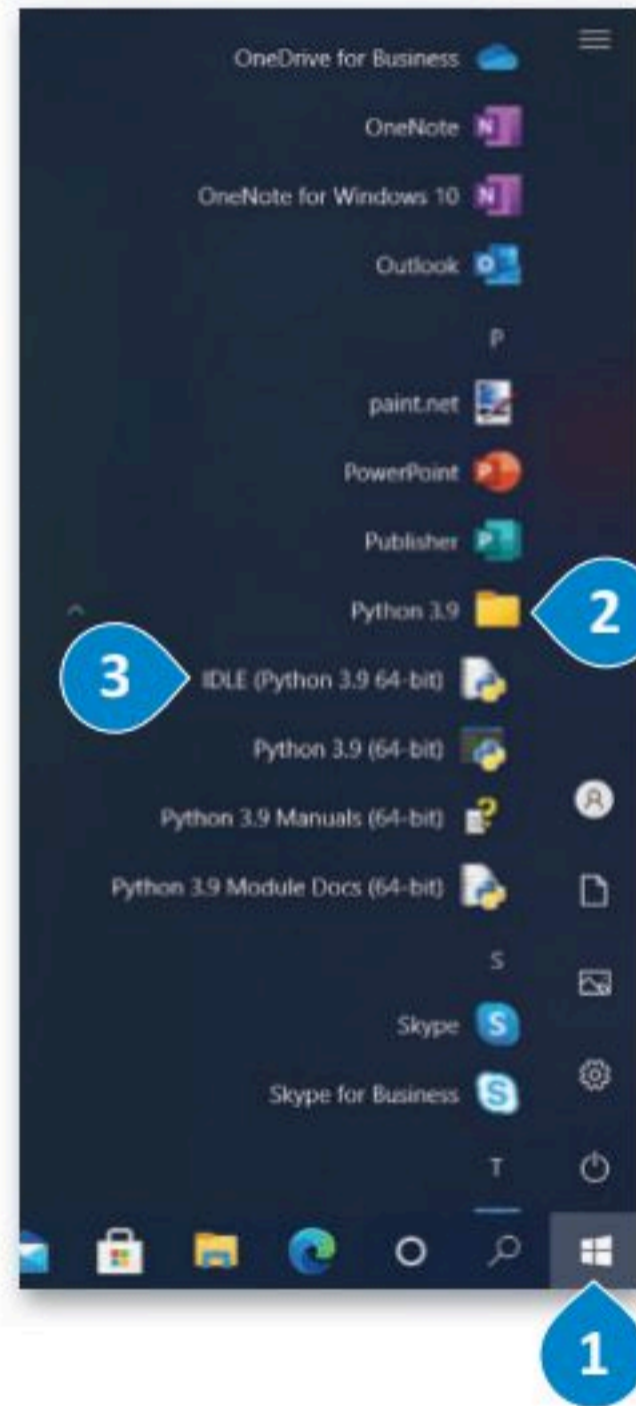 OneDrive for Business
OneNote
OneNote for Windows 10
Outlook
P
paint.net
PowerPoint
Publisher
Python 3.9
2
3
IDLE (Python 3.9 64-bit)
Python 3.9 (64-bit)
Python 3.9 Manuals (64-bit)
Python 3.9 Module Docs (64-bit)
S
Skype
Skype for Business
T
1